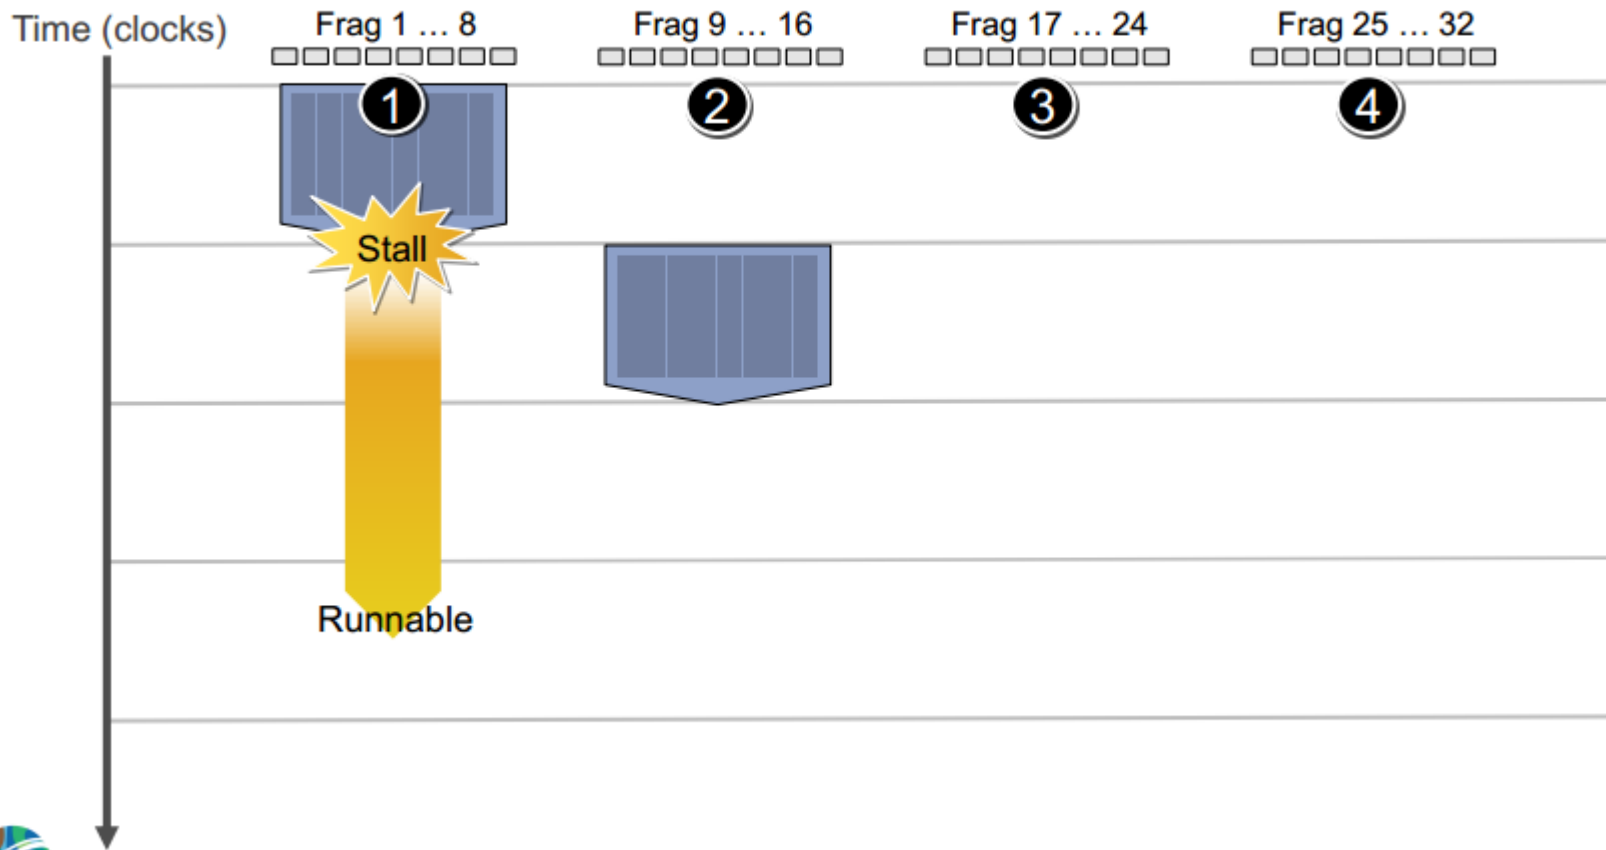 Time (clocks)
Frag 1 … 8
Frag 9 … 16
Frag 17 … 24
Frag 25 … 32
1
2
3
4
Stall
Runnable